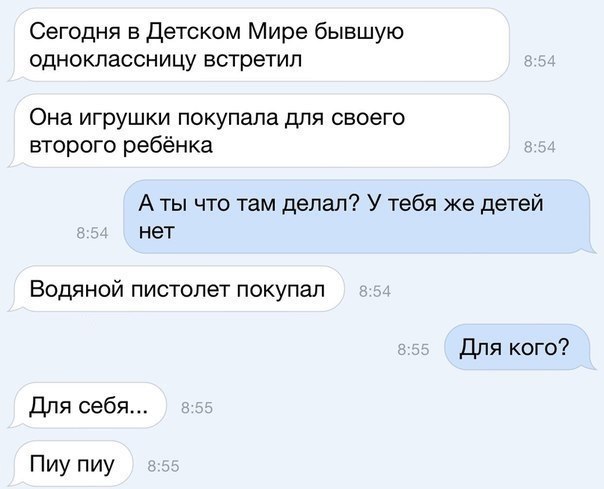 Сегодня в Детском Мире бывшую
одноклассницу встретил
8:54
Она игрушки покупала для своего
второго ребёнка
8:54
А ты что там делал? У тебя же детей
нет
8:54
Водяной пистолет покупал
8:54
Для кого?
8:55
Для себя...
8:55
Пиу пиу
8:55